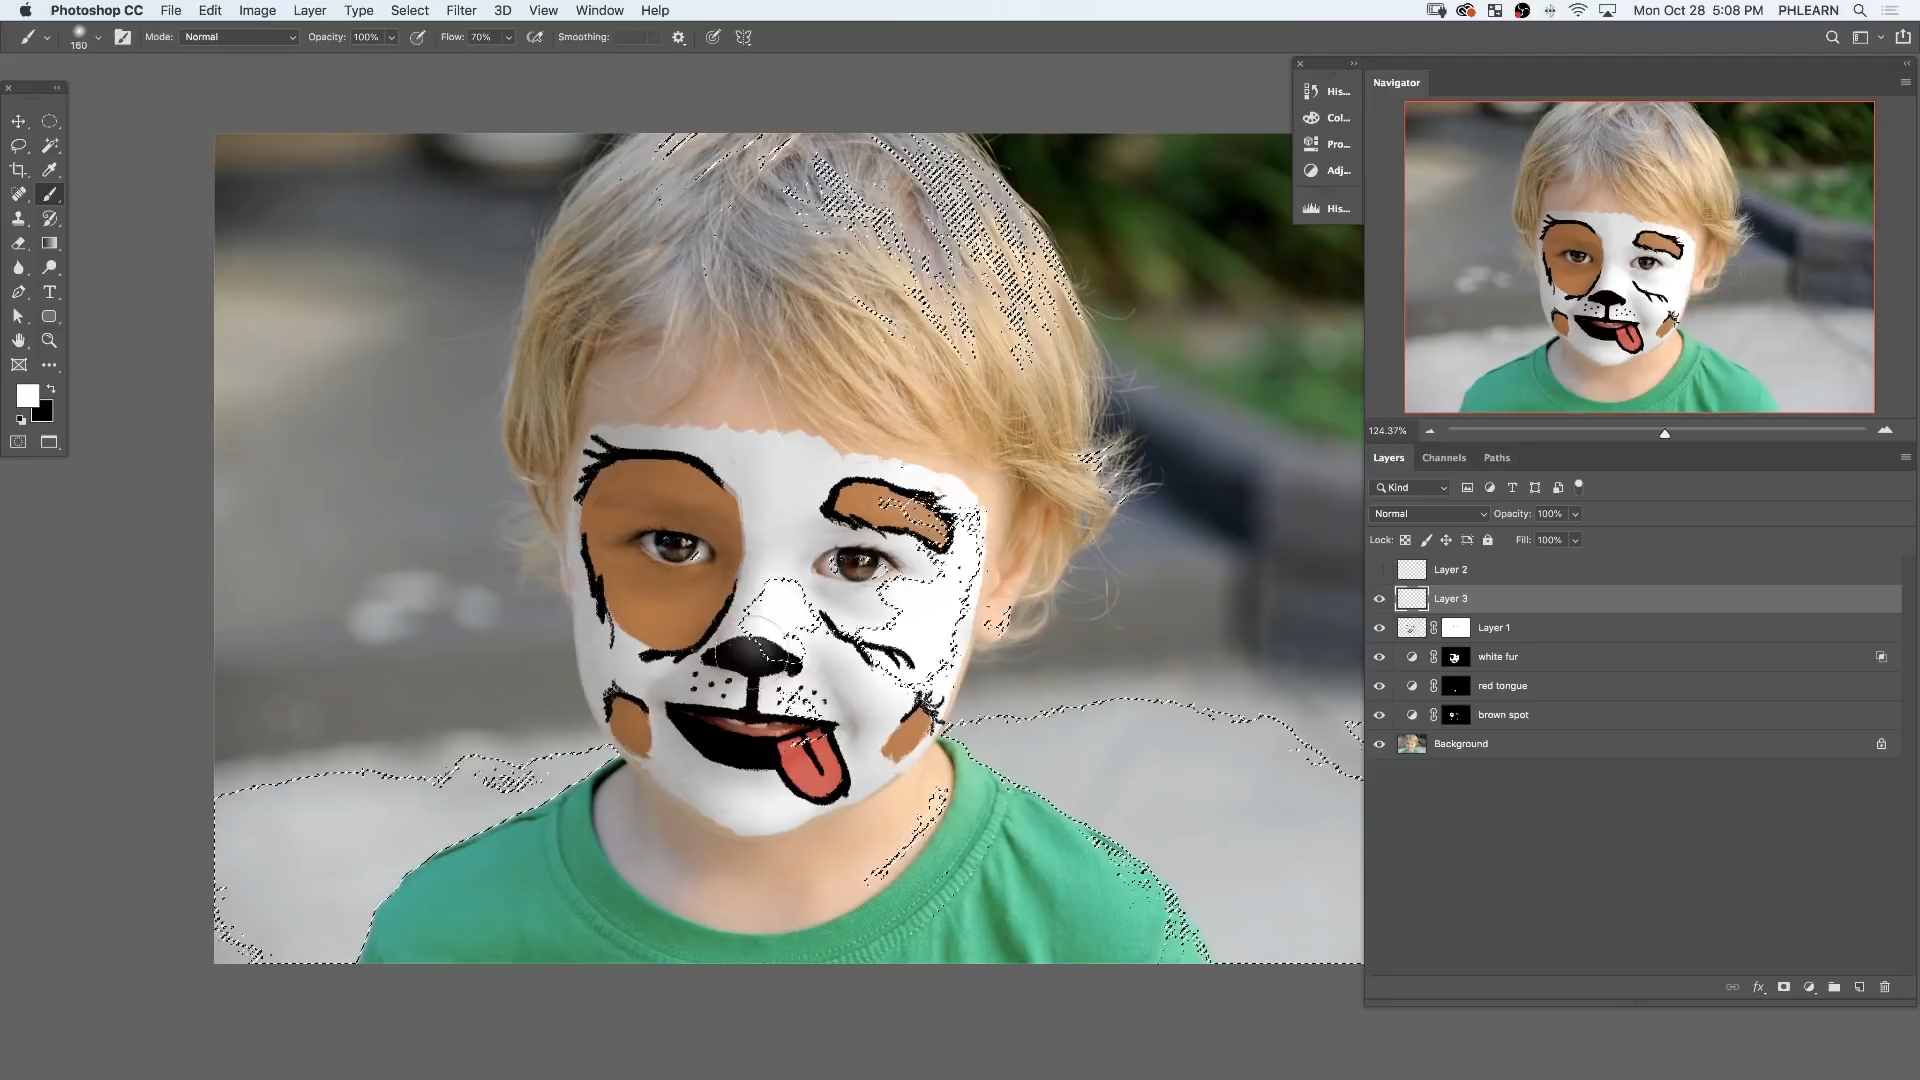 Photoshop CC File Edit Image Layer Type Select Filter 3D View Window Help Mon Oct 28 5:08 PM PHLEARN
160 Mode: Normal Opacity: 100% Flow: 70% Smoothing:
Navigator
His...
Col...
Pro...
Adj...
His...
124.37%
Layers Channels Paths
Kind
Normal Opacity: 100%
Lock: Fill: 100%
Layer 2
Layer 3
Layer 1
white fur
red tongue
brown spot
Background
fx